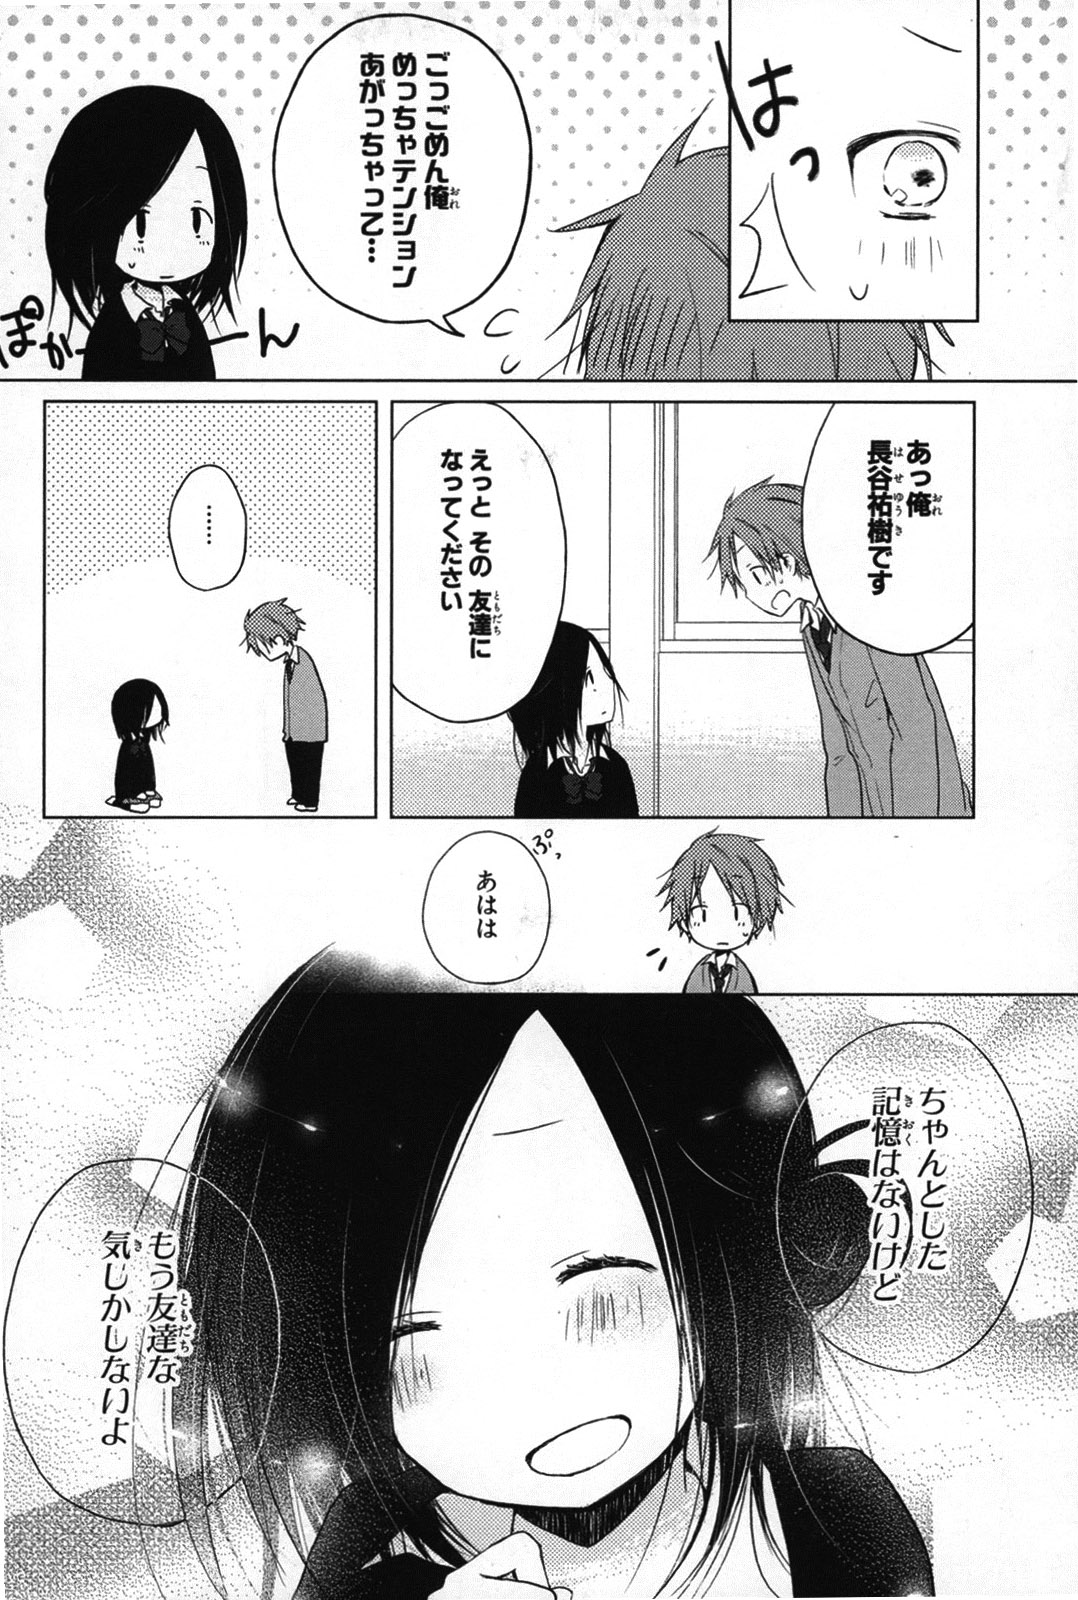 はっ
ごっごめん俺
めっちゃテンション
あがっちゃって…
ぽかーーん
あっ俺
長谷祐樹です
えっと その 友達に
なってください
……
ぷっ
あはは
ちゃんとした
記憶はないけど
もう友達な
気しかしないよ